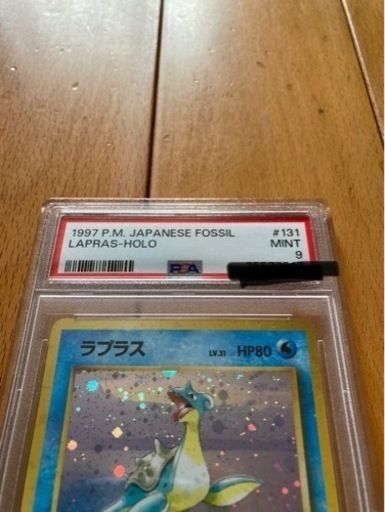 1997 P.M. JAPANESE FOSSIL #131
LAPRAS-HOLO MINT
PSA 9
ラプラス LV.31 HP80